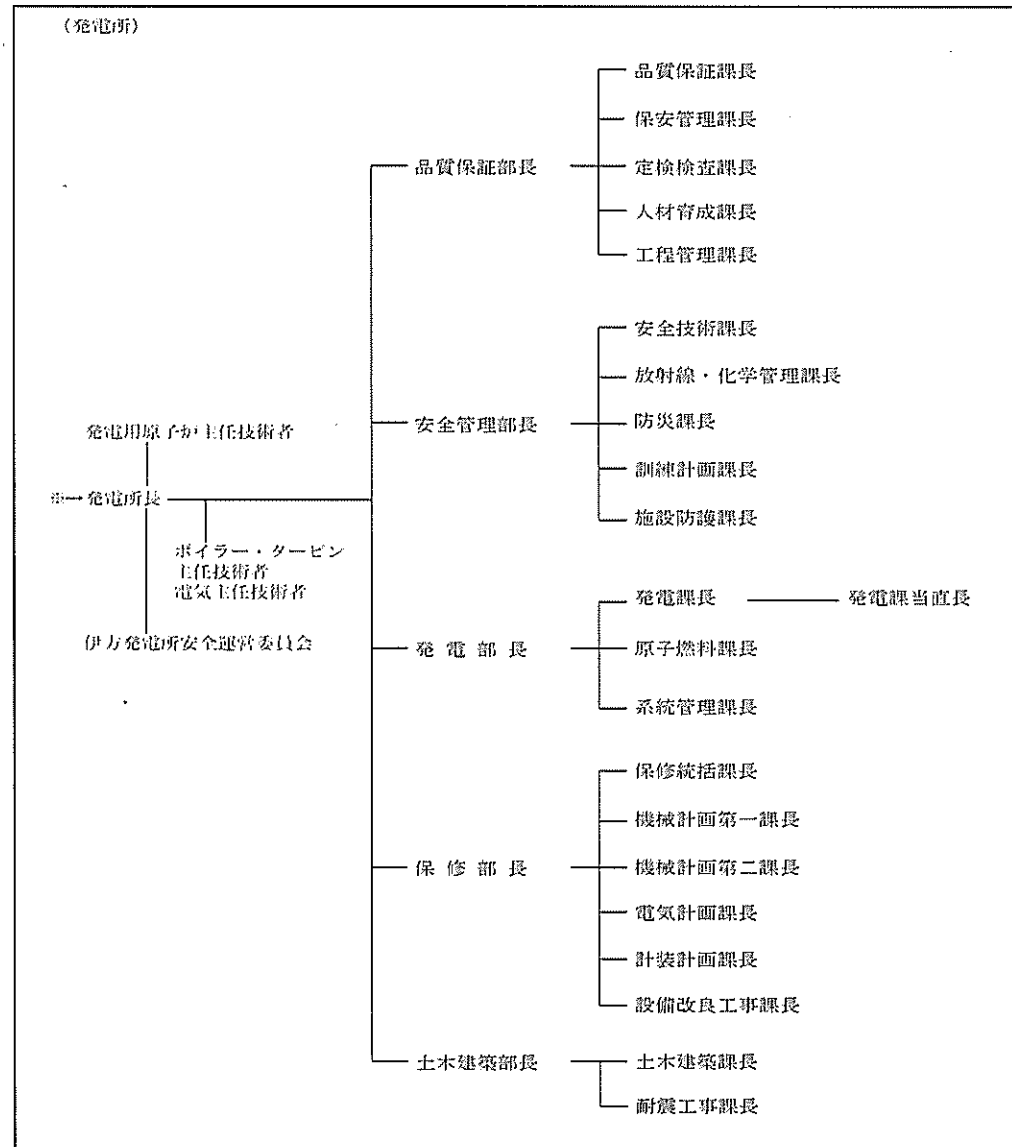 (発電所)
品質保証課長
保安管理課長
品質保証部長
定検検査課長
人材育成課長
工程管理課長
安全技術課長
放射線・化学管理課長
安全管理部長
防災課長
訓練計画課長
施設防護課長
発電用原子炉主任技術者
※→発電所長
ボイラー・タービン
主任技術者
電気主任技術者
伊方発電所安全運営委員会
発電課長
発電課当直長
発電部長
原子燃料課長
系統管理課長
保修統括課長
機械計画第一課長
保修部長
機械計画第二課長
電気計画課長
計装計画課長
設備改良工事課長
土木建築部長
土木建築課長
耐震工事課長